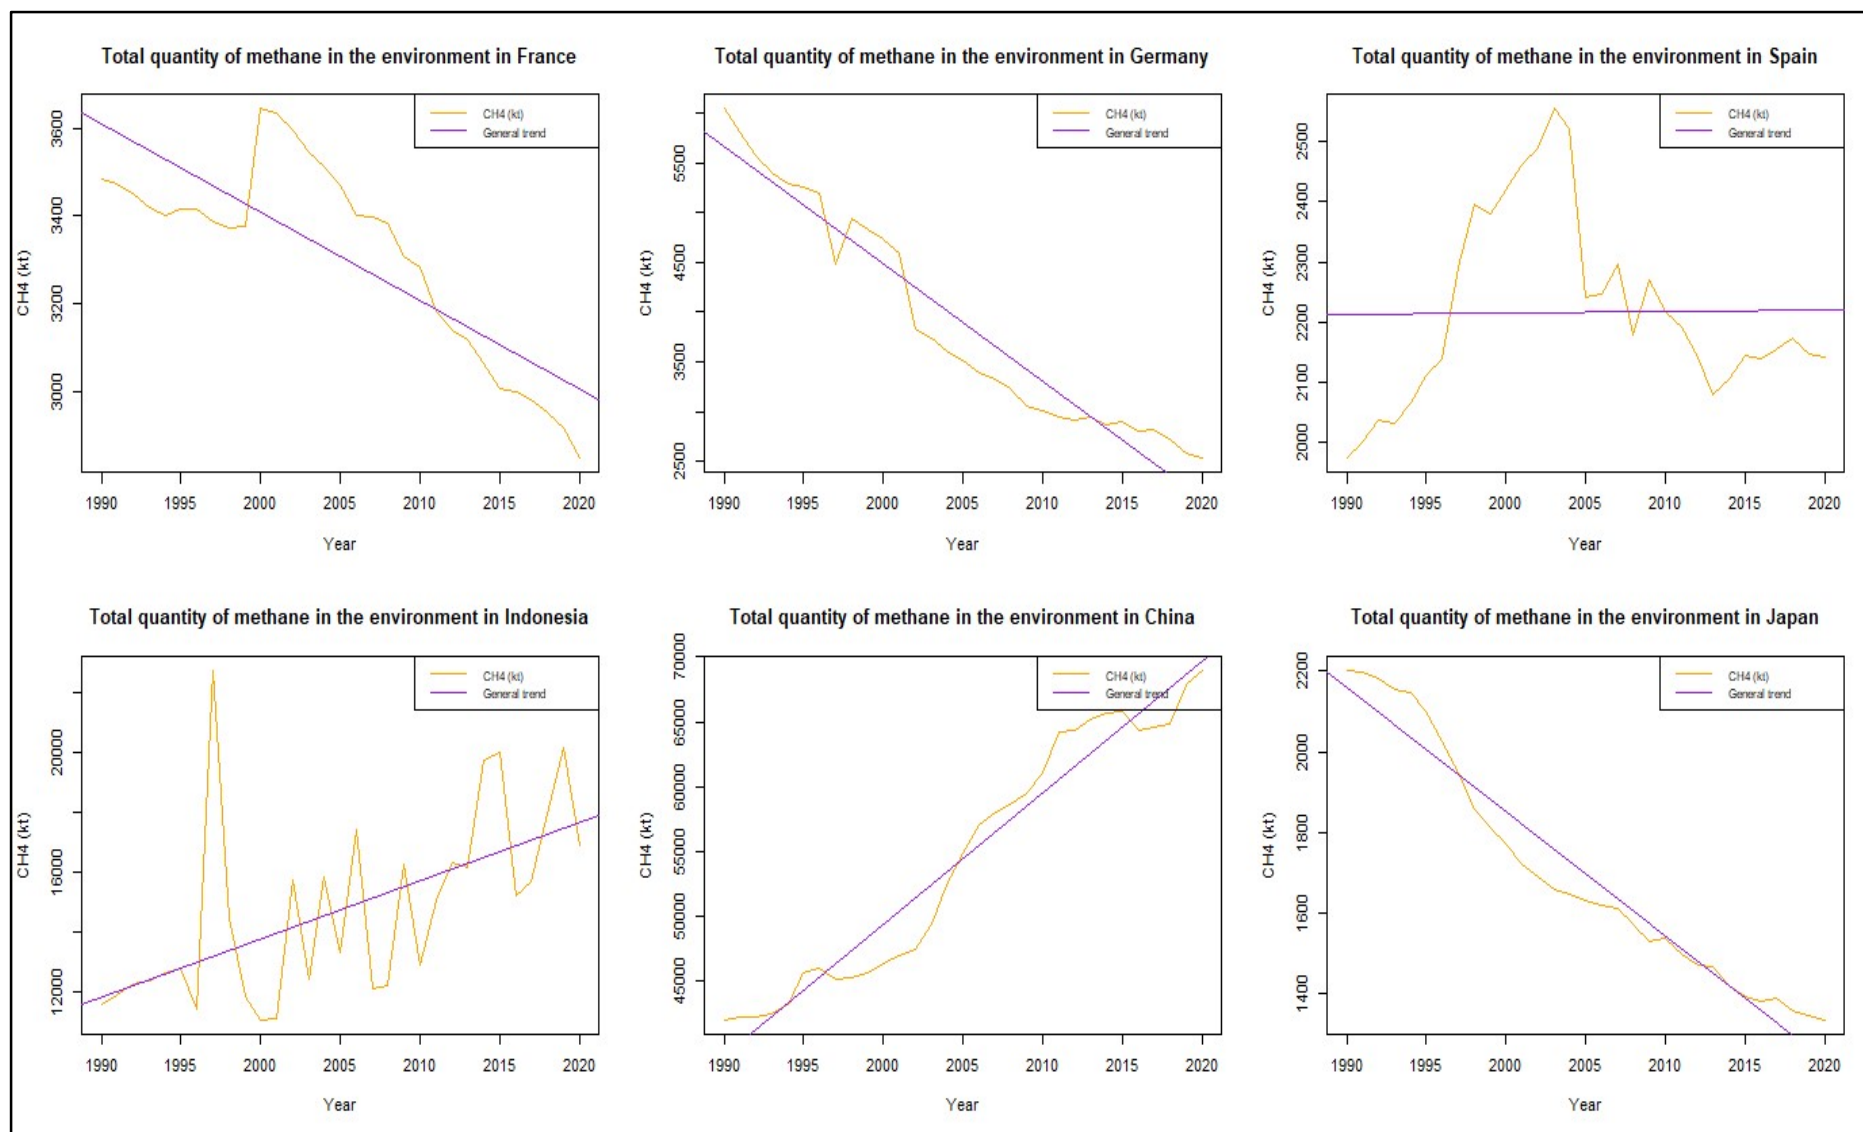 Total quantity of methane in the environment in France
CH4 (kt)
General trend
3600
3400
3200
3000
CH4 (kt)
1990 1995 2000 2005 2010 2015 2020
Year
Total quantity of methane in the environment in Germany
CH4 (kt)
General trend
5500
4500
3500
2500
CH4 (kt)
1990 1995 2000 2005 2010 2015 2020
Year
Total quantity of methane in the environment in Spain
CH4 (kt)
General trend
2500
2400
2300
2200
2100
2000
CH4 (kt)
1990 1995 2000 2005 2010 2015 2020
Year
Total quantity of methane in the environment in Indonesia
CH4 (kt)
General trend
20000
16000
12000
CH4 (kt)
1990 1995 2000 2005 2010 2015 2020
Year
Total quantity of methane in the environment in China
CH4 (kt)
General trend
70000
65000
60000
55000
50000
45000
CH4 (kt)
1990 1995 2000 2005 2010 2015 2020
Year
Total quantity of methane in the environment in Japan
CH4 (kt)
General trend
2200
2000
1800
1600
1400
CH4 (kt)
1990 1995 2000 2005 2010 2015 2020
Year